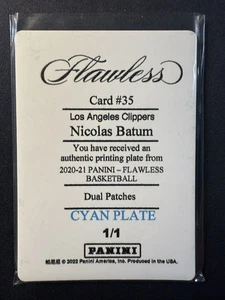 Flawless
Card #35
Los Angeles Clippers
Nicolas Batum
You have received an
authentic printing plate from
2020-21 PANINI – FLAWLESS
BASKETBALL
Dual Patches
CYAN PLATE
1/1
PANINI
© 2022 Panini America, Inc. Produced in the USA.